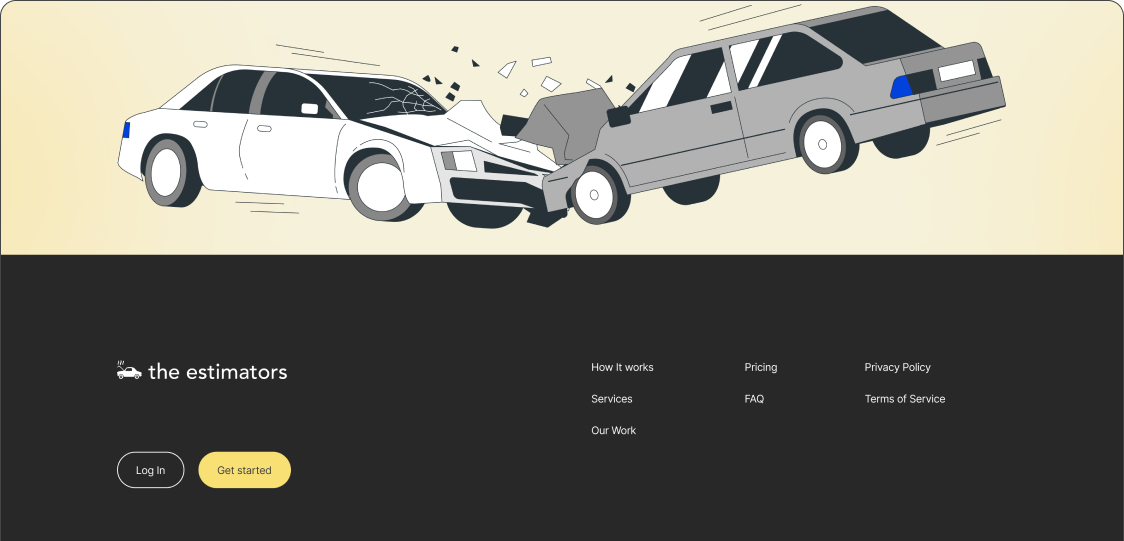 the estimators
How It works
Services
Our Work
Pricing
FAQ
Privacy Policy
Terms of Service
Log In
Get started